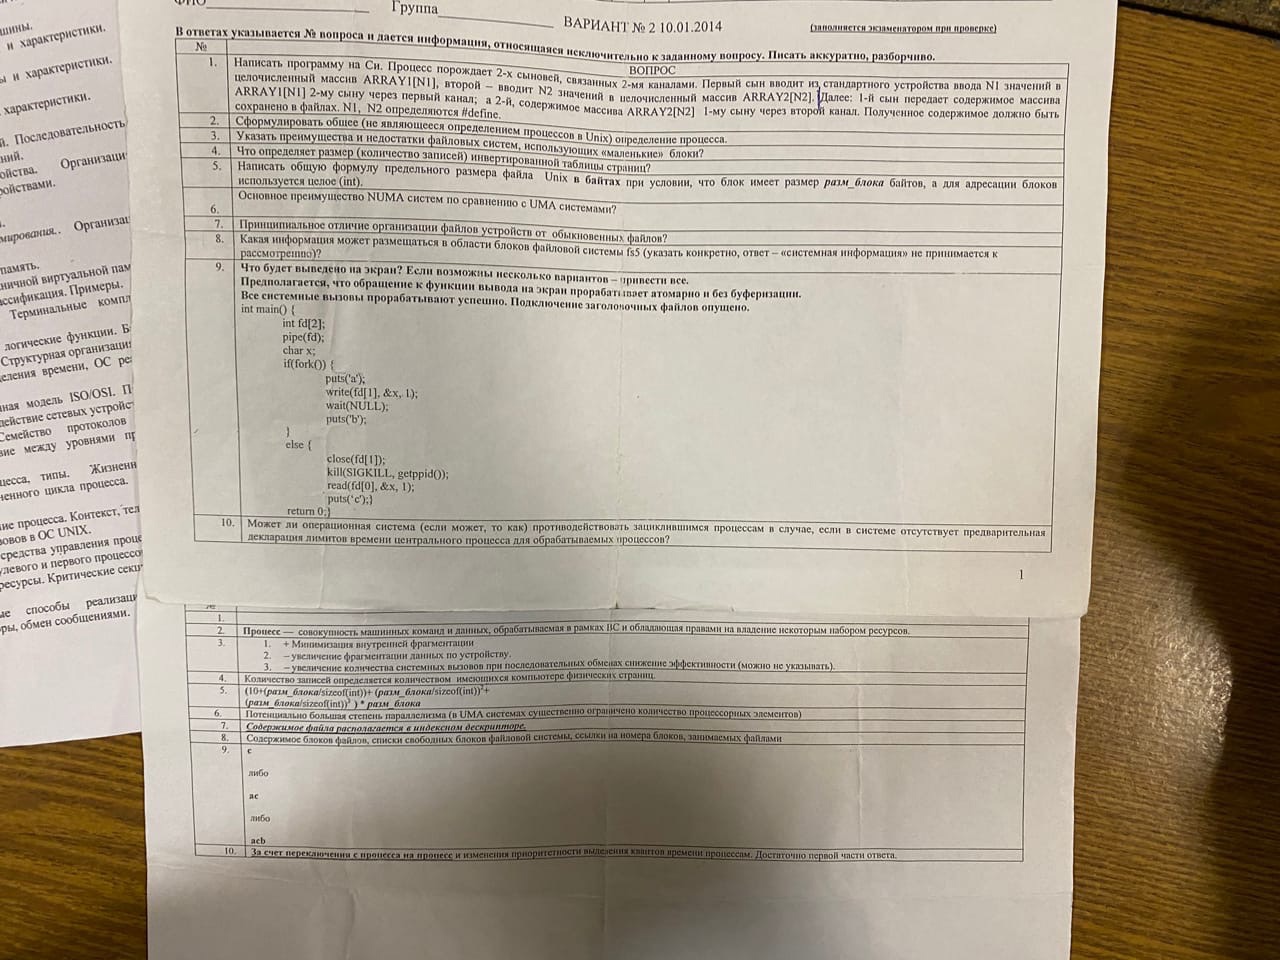 ФИО
Группа
ВАРИАНТ № 2 10.01.2014
(заполняется экзаменатором при проверке)
В ответах указывается № вопроса и дается информация, относящаяся исключительно к заданному вопросу. Писать аккуратно, разборчиво.
№
ВОПРОС
1. Написать программу на Си. Процесс порождает 2-х сыновей, связанных 2-мя каналами. Первый сын вводит из стандартного устройства ввода N1 значений в
целочисленный массив ARRAY1[N1], второй – вводит N2 значений в целочисленный массив ARRAY2[N2]. Далее: 1-й сын передает содержимое массива
ARRAY1[N1] 2-му сыну через первый канал; а 2-й, содержимое массива ARRAY2[N2] 1-му сыну через второй канал. Полученное содержимое должно быть
сохранено в файлах. N1, N2 определяются #define.
2. Сформулировать общее (не являющееся определением процессов в Unix) определение процесса.
3. Указать преимущества и недостатки файловых систем, использующих «маленькие» блоки?
4. Что определяет размер (количество записей) инвертированной таблицы страниц?
5. Написать общую формулу предельного размера файла Unix в байтах при условии, что блок имеет размер разм_блока байтов, а для адресации блоков
используется целое (int).
6. Основное преимущество NUMA систем по сравнению с UMA системами?
7. Принципиальное отличие организации файлов устройств от обыкновенных файлов?
8. Какая информация может размещаться в области блоков файловой системы fs5 (указать конкретно, ответ – «системная информация» не принимается к
рассмотрению)?
9. Что будет выведено на экран? Если возможны несколько вариантов – привести все.
Предполагается, что обращение к функции вывода на экран прорабатывает атомарно и без буферизации.
Все системные вызовы прорабатывают успешно. Подключение заголовочных файлов опущено.
int main() {
int fd[2];
pipe(fd);
char x;
if(fork()) {
puts('a');
write(fd[1], &x, 1);
wait(NULL);
puts('b');
}
else {
close(fd[1]);
kill(SIGKILL, getppid());
read(fd[0], &x, 1);
puts('c');}
return 0;}
10. Может ли операционная система (если может, то как) противодействовать зациклившимся процессам в случае, если в системе отсутствует предварительная
декларация лимитов времени центрального процесса для обрабатываемых процессов?
1
№
1.
2. Процесс — совокупность машинных команд и данных, обрабатываемая в рамках ВС и обладающая правами на владение некоторым набором ресурсов.
3. 1. + Минимизация внутренней фрагментации
2. – увеличение фрагментации данных по устройству.
3. – увеличение количества системных вызовов при последовательных обменах снижение эффективности (можно не указывать).
4. Количество записей определяется количеством имеющихся компьютере физических страниц.
5. (10+(разм_блока/sizeof(int))+ (разм_блока/sizeof(int))²+
(разм_блока/sizeof(int))³ ) * разм_блока
6. Потенциально большая степень параллелизма (в UMA системах существенно ограничено количество процессорных элементов)
7. Содержимое файла располагается в индексном дескрипторе.
8. Содержимое блоков файлов, списки свободных блоков файловой системы, ссылки на номера блоков, занимаемых файлами
9. c
либо
ac
либо
acb
10. За счет переключения с процесса на процесс и изменения приоритетности выделения квантов времени процессам. Достаточно первой части ответа.
шины.
и характеристики.
ы и характеристики.
характеристики.
й. Последовательность
ний.
ойства. Организаци
ройствами.
мирования.. Организац
память.
ничной виртуальной пам
ссификация. Примеры.
Терминальные компл
логические функции. Б
Структурная организаци
еления времени, ОС ре
ная модель ISO/OSI. П
действие сетевых устройс
Семейство протоколов
вие между уровнями пр
цесса, типы. Жизненн
ненного цикла процесса.
ние процесса. Контекст, тел
овов в ОС UNIX.
средства управления проце
улевого и первого процессо
ресурсы. Критические секц
ые способы реализац
оры, обмен сообщениями.